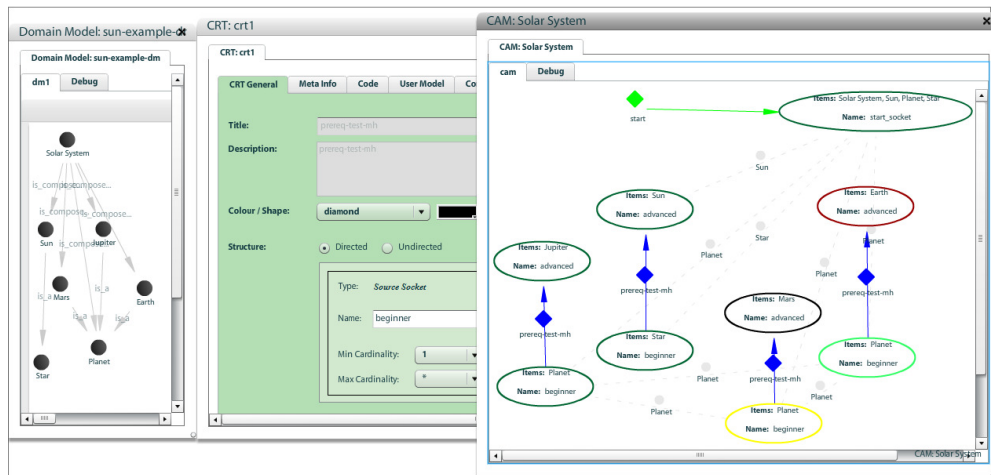 Domain Model: sun-example-d
Domain Model: sun-example-dm
dm1
Debug
Solar System
is_compose...
is_compose...
is_compose...
is_compose...
Sun
Jupiter
Mars
Earth
is_a
is_a
is_a
is_a
Star
Planet
CRT: crt1
CRT: crt1
CRT General
Meta Info
Code
User Model
Co
Title:
prereq-test-mh
Description:
prereq-test-mh
Colour / Shape:
diamond
Structure:
Directed
Undirected
Type: Source Socket
Name: beginner
Min Cardinality: 1
Max Cardinality: *
CAM: Solar System
CAM: Solar System
cam
Debug
start
Items: Solar System, Sun, Planet, Star
Name: start_socket
Sun
Items: Sun
Name: advanced
Items: Earth
Name: advanced
Star
Planet
Planet
Planet
Items: Jupiter
Name: advanced
prereq-test-mh
prereq-test-mh
Items: Mars
Name: advanced
prereq-test-mh
Items: Star
Name: beginner
Items: Planet
Name: beginner
Items: Planet
Name: beginner
prereq-test-mh
Planet
Planet
Planet
Items: Planet
Name: beginner
CAM: Solar System